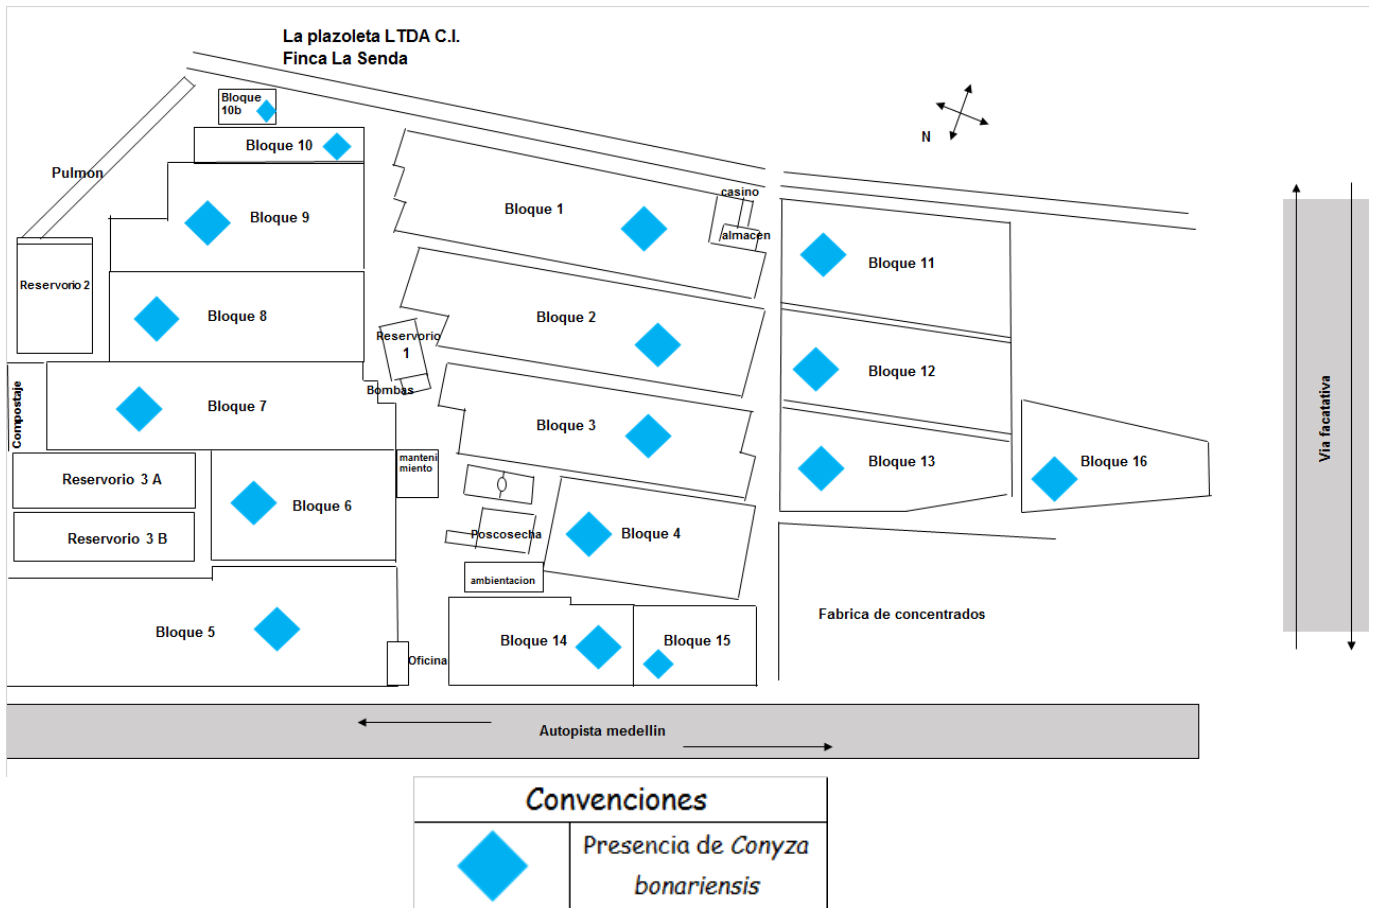 La plazoleta LTDA C.I.
Finca La Senda
Bloque
10b
Bloque 10
Pulmon
Bloque 9
Bloque 1
casino
almacen
N
Bloque 11
Reservorio 2
Bloque 8
Bloque 2
Reservorio
1
Bombas
Bloque 12
Compostaje
Bloque 7
Bloque 3
Via facatativa
manteni
miento
Bloque 13
Bloque 16
Reservorio 3 A
Bloque 6
Reservorio 3 B
Poscosecha
Bloque 4
ambientacion
Fabrica de concentrados
Bloque 5
Oficina
Bloque 14
Bloque 15
Autopista medellin
Convenciones
Presencia de Conyza
bonariensis